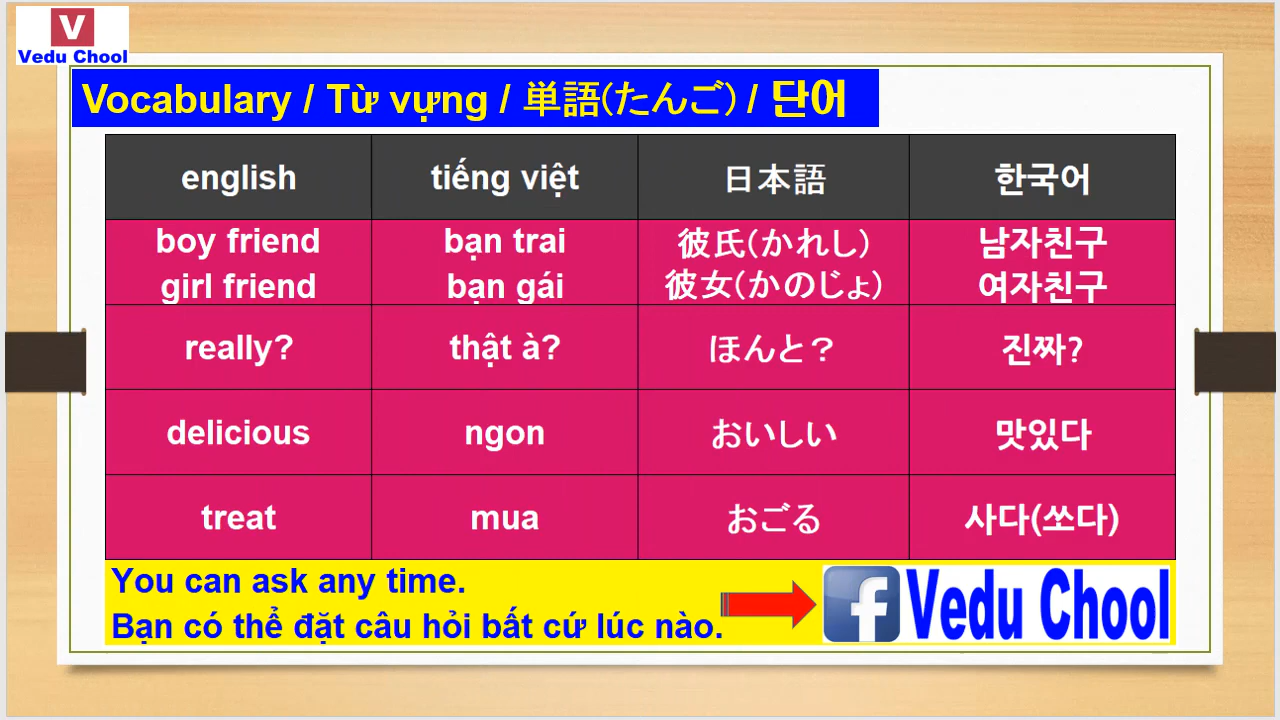 V
Vedu Chool
Vocabulary / Từ vựng / 単語(たんご) / 단어
english tiếng việt 日本語 한국어
boy friend bạn trai 彼氏(かれし) 남자친구
girl friend bạn gái 彼女(かのじょ) 여자친구
really? thật à? ほんと？ 진짜?
delicious ngon おいしい 맛있다
treat mua おごる 사다(쏘다)
You can ask any time.
Bạn có thể đặt câu hỏi bất cứ lúc nào.
f Vedu Chool